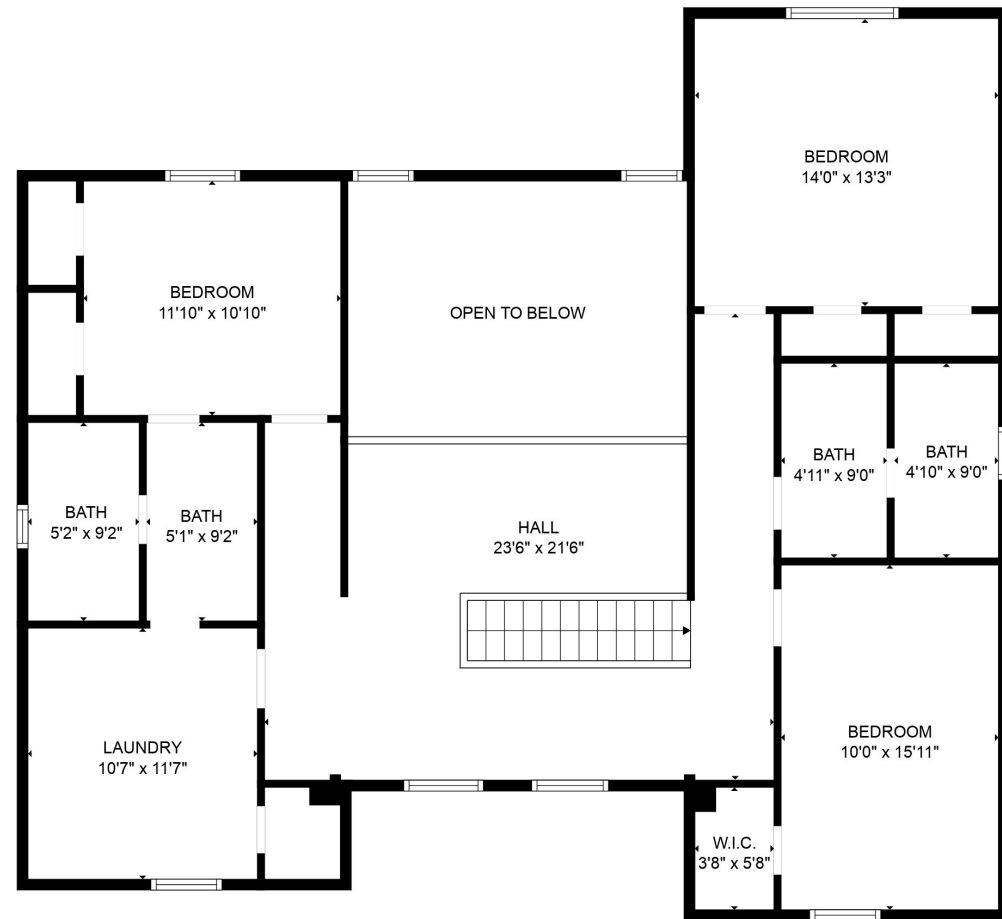 BEDROOM
14'0" x 13'3"
BEDROOM
11'10" x 10'10"
OPEN TO BELOW
BATH
5'2" x 9'2"
BATH
5'1" x 9'2"
HALL
23'6" x 21'6"
BATH
4'11" x 9'0"
BATH
4'10" x 9'0"
LAUNDRY
10'7" x 11'7"
BEDROOM
10'0" x 15'11"
W.I.C.
3'8" x 5'8"